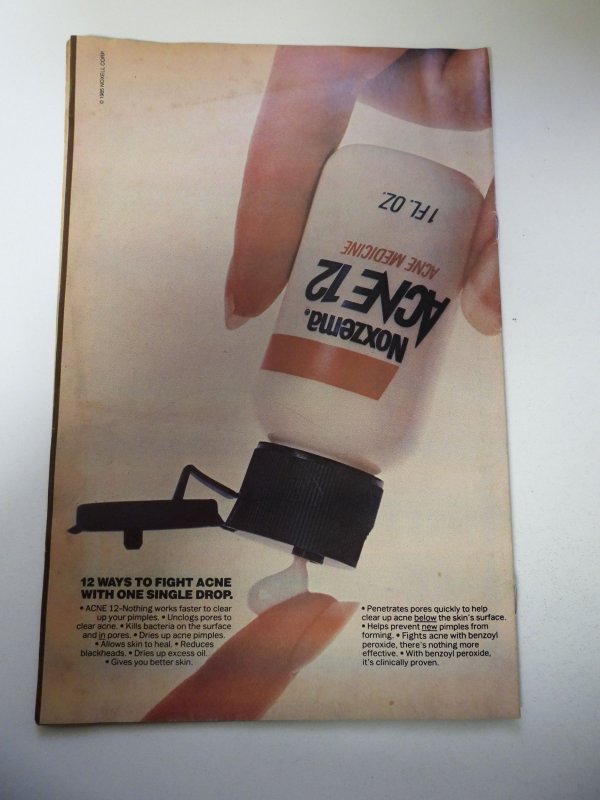 © 1985 NOXELL CORP.
1 FL. OZ.
ACNE MEDICINE
ACNE 12
Noxzema®
12 WAYS TO FIGHT ACNE
WITH ONE SINGLE DROP.
• ACNE 12–Nothing works faster to clear
up your pimples. • Unclogs pores to
clear acne. • Kills bacteria on the surface
and in pores. • Dries up acne pimples.
• Allows skin to heal. • Reduces
blackheads. • Dries up excess oil.
• Gives you better skin.
• Penetrates pores quickly to help
clear up acne below the skin's surface.
• Helps prevent new pimples from
forming. • Fights acne with benzoyl
peroxide, there's nothing more
effective. • With benzoyl peroxide,
it's clinically proven.